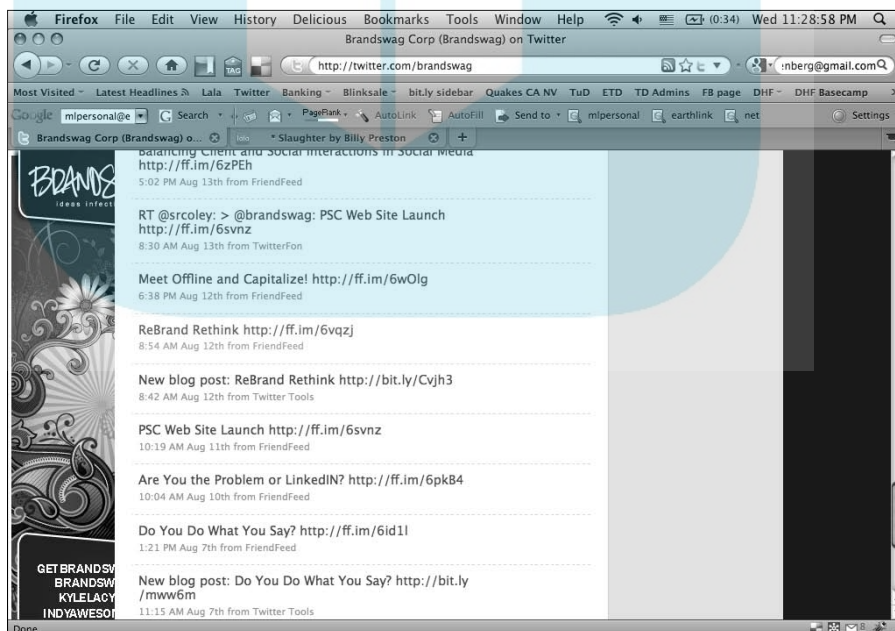 Firefox File Edit View History Delicious Bookmarks Tools Window Help (0:34) Wed 11:28:58 PM
Brandswag Corp (Brandswag) on Twitter
TAG http://twitter.com/brandswag :nberg@gmail.com
Most Visited Latest Headlines Lala Twitter Banking Blinksale bit.ly sidebar Quakes CA NV TuD ETD TD Admins FB page DHF DHF Basecamp
Google mlpersonal@e Search PageRank AutoLink AutoFill Send to mlpersonal earthlink net Settings
Brandswag Corp (Brandswag) o... lala * Slaughter by Billy Preston
Balancing Client and Social Interactions in Social Media
http://ff.im/6zPEh
5:02 PM Aug 13th from FriendFeed
BRANDS
ideas infecti
RT @srcoley: > @brandswag: PSC Web Site Launch
http://ff.im/6svnz
8:30 AM Aug 13th from TwitterFon
Meet Offline and Capitalize! http://ff.im/6wOlg
6:38 PM Aug 12th from FriendFeed
ReBrand Rethink http://ff.im/6vqzj
8:54 AM Aug 12th from FriendFeed
New blog post: ReBrand Rethink http://bit.ly/Cvjh3
8:42 AM Aug 12th from Twitter Tools
PSC Web Site Launch http://ff.im/6svnz
10:19 AM Aug 11th from FriendFeed
Are You the Problem or LinkedIN? http://ff.im/6pkB4
10:04 AM Aug 10th from FriendFeed
Do You Do What You Say? http://ff.im/6id1l
1:21 PM Aug 7th from FriendFeed
New blog post: Do You Do What You Say? http://bit.ly
/mww6m
11:15 AM Aug 7th from Twitter Tools
GETBRANDSW
BRANDSW
KYLELACY
INDYAWESOM
Done 8